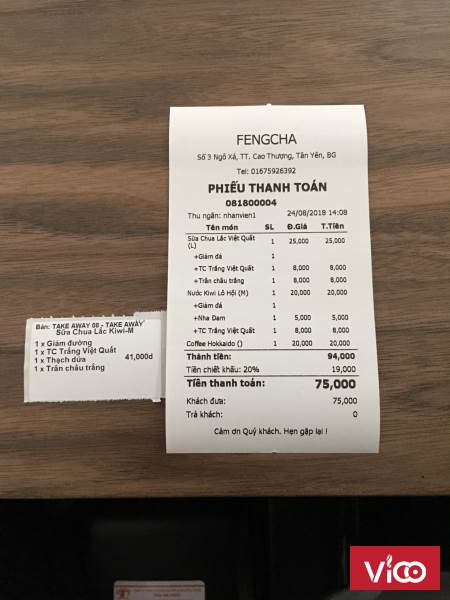 FENGCHA
Số 3 Ngô Xá, TT. Cao Thượng, Tân Yên, BG
Tel: 01675926392
PHIẾU THANH TOÁN
081800004
Thu ngân: nhanvien1 24/08/2018 14:08
Tên món SL Đ.Giá T.Tiền
Sữa Chua Lắc Việt Quất (L) 1 25,000 25,000
+Giảm đá 1
+TC Trắng Việt Quất 1 8,000 8,000
+Trân châu trắng 1 8,000 8,000
Nước Kiwi Lô Hội (M) 1 20,000 20,000
+Giảm đá 1
+Nha Đam 1 5,000 5,000
+TC Trắng Việt Quất 1 8,000 8,000
Coffee Hokkaido () 1 20,000 20,000
Thành tiền: 94,000
Tiền chiết khấu: 20% 19,000
Tiền thanh toán: 75,000
Khách đưa: 75,000
Trả khách: 0
Cảm ơn Quý khách. Hẹn gặp lại !
Bàn: TAKE AWAY 08 - TAKE AWAY
Sữa Chua Lắc Kiwi-M
1 x Giảm đường
1 x TC Trắng Việt Quất
1 x Thạch dừa 41,000đ
1 x Trân châu trắng
ViCOO